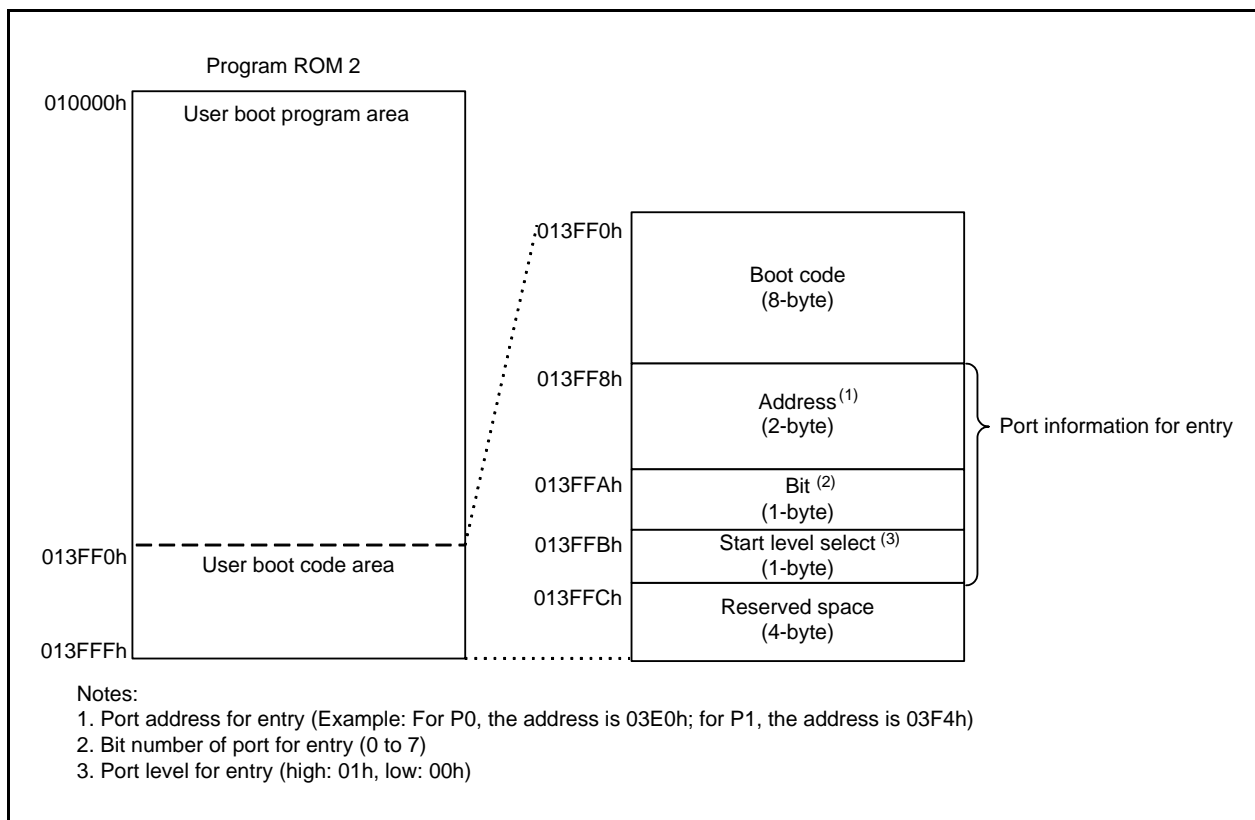 Program ROM 2
010000h
User boot program area
013FF0h
User boot code area
013FFFh
013FF0h
Boot code
(8-byte)
013FF8h
Address (1)
(2-byte)
013FFAh
Bit (2)
(1-byte)
013FFBh
Start level select (3)
(1-byte)
013FFCh
Reserved space
(4-byte)
Port information for entry
Notes:
1. Port address for entry (Example: For P0, the address is 03E0h; for P1, the address is 03F4h)
2. Bit number of port for entry (0 to 7)
3. Port level for entry (high: 01h, low: 00h)